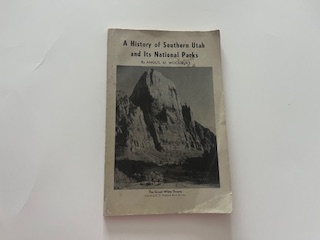 A History of Southern Utah
and Its National Parks
By ANGUS M. WOODBURY
The Great White Throne